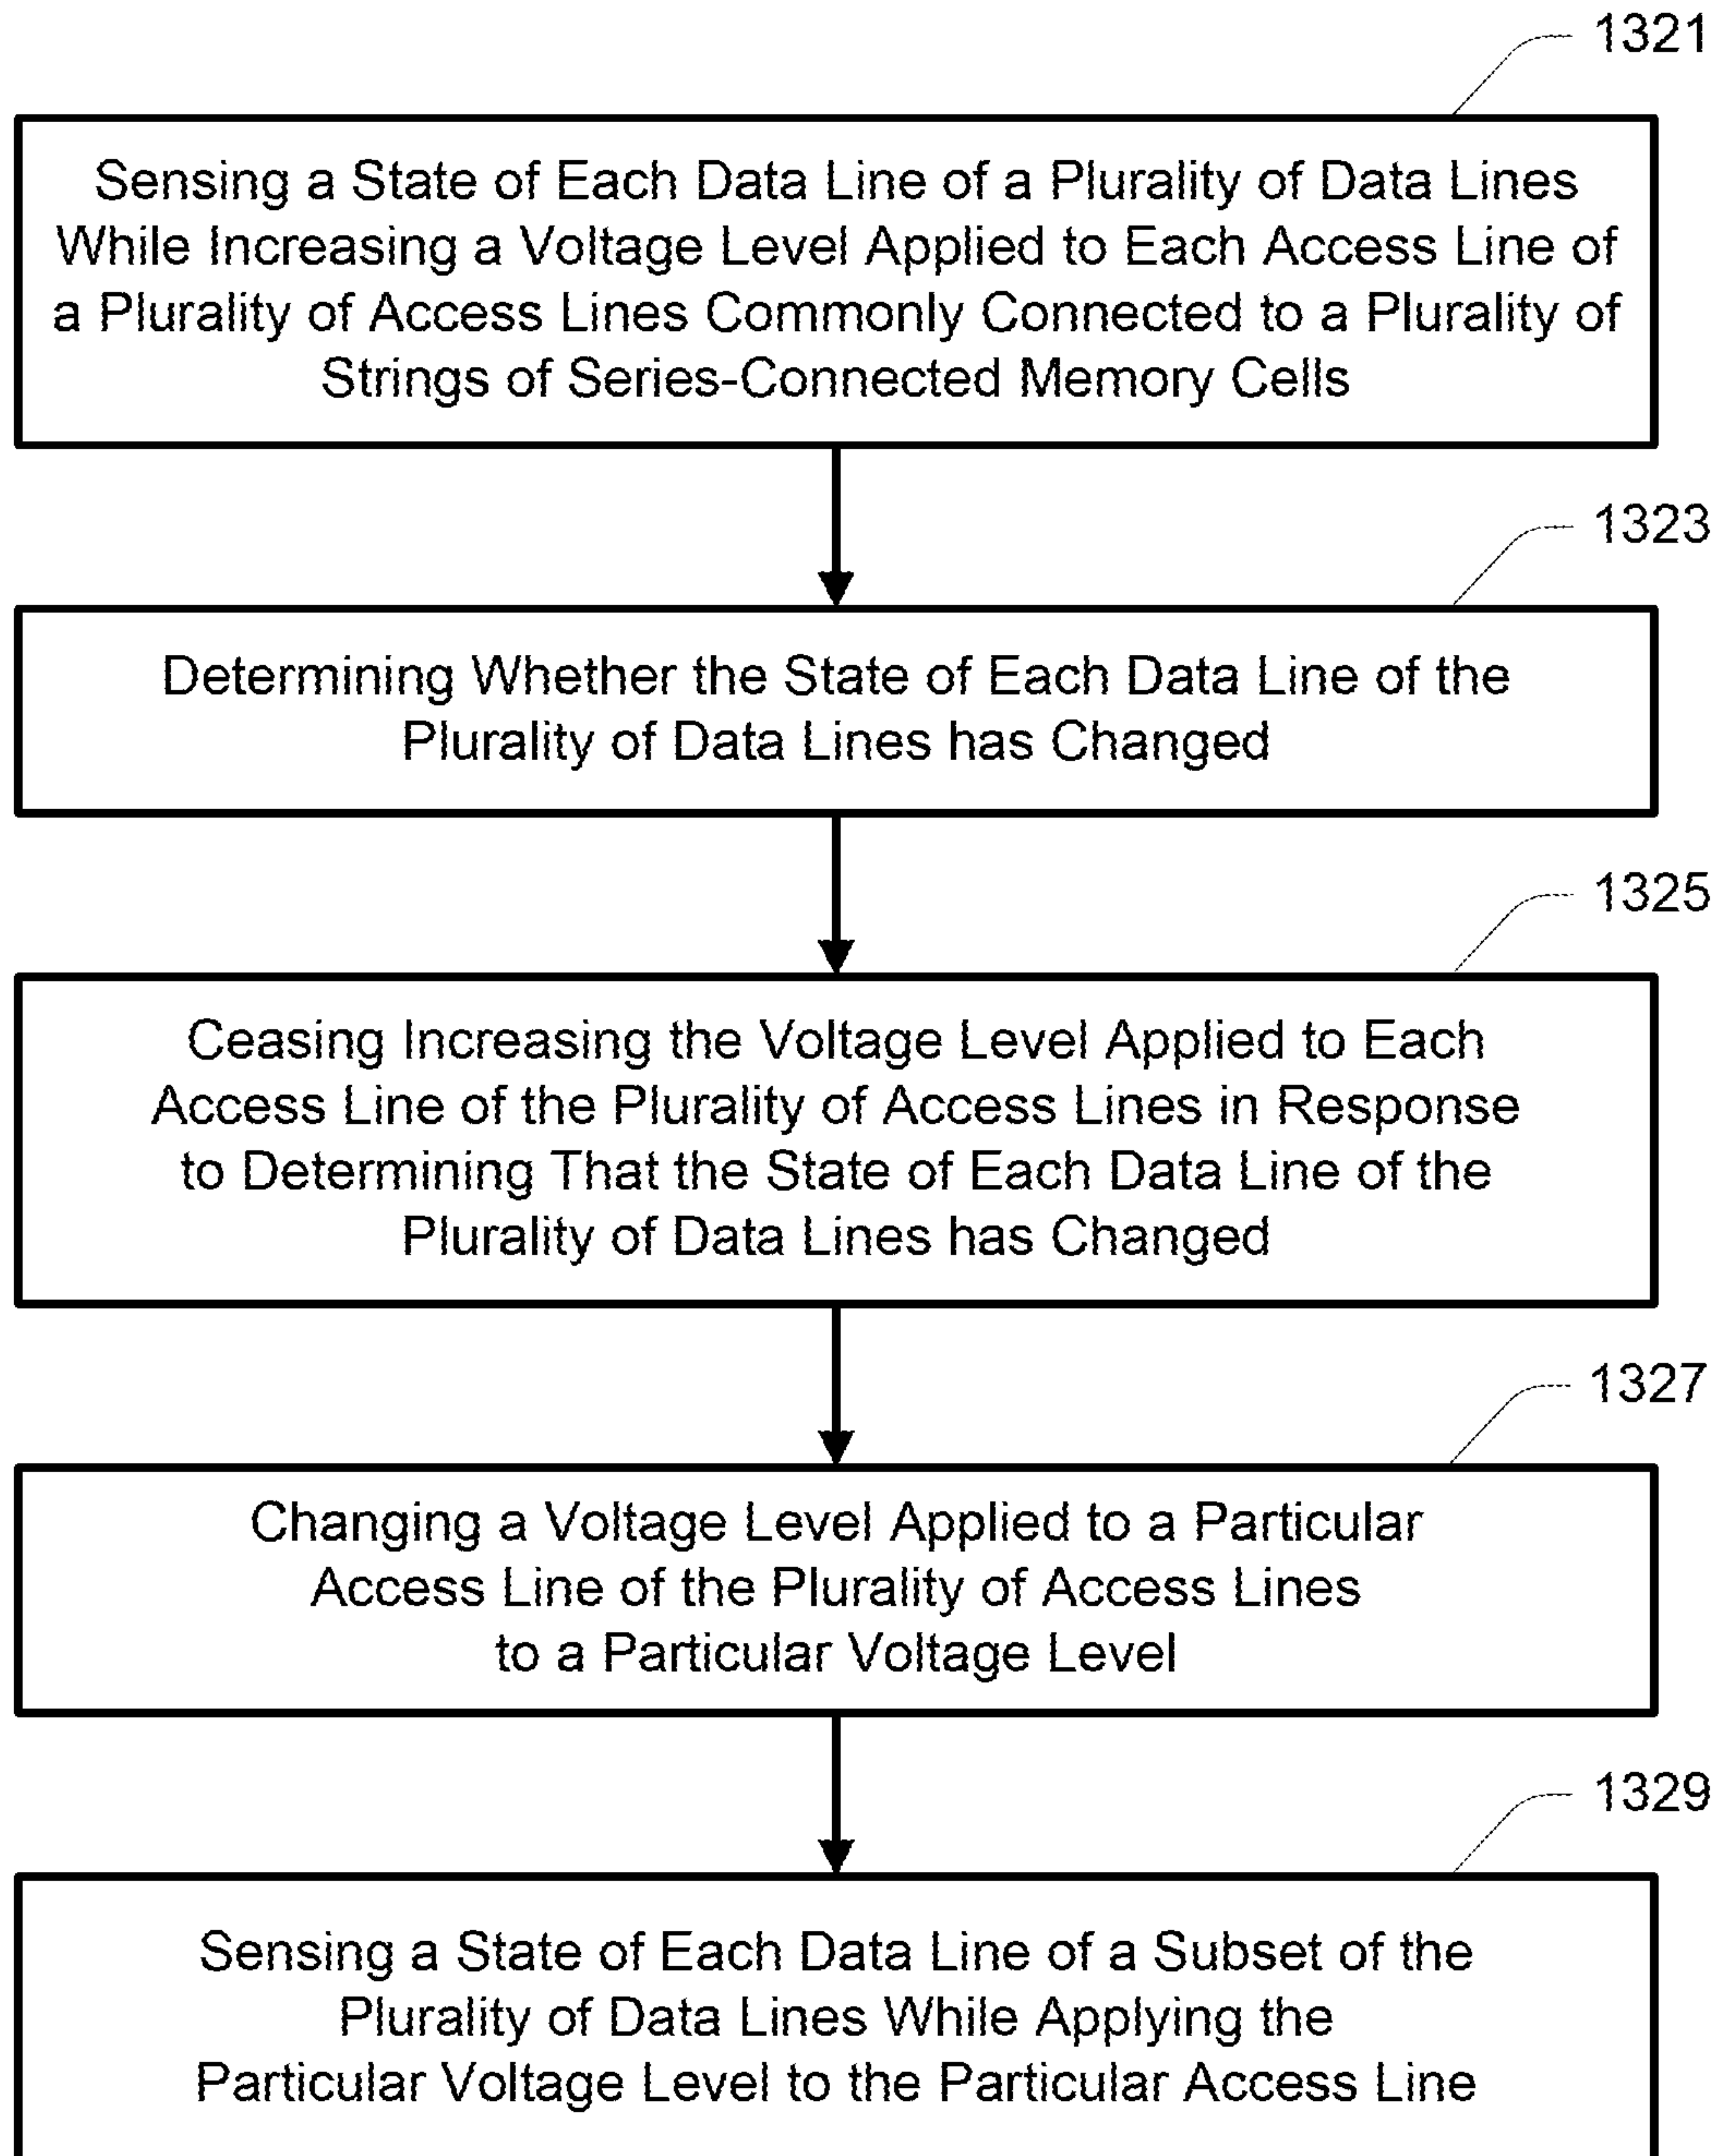 1321
Sensing a State of Each Data Line of a Plurality of Data Lines
While Increasing a Voltage Level Applied to Each Access Line of
a Plurality of Access Lines Commonly Connected to a Plurality of
Strings of Series-Connected Memory Cells
1323
Determining Whether the State of Each Data Line of the
Plurality of Data Lines has Changed
1325
Ceasing Increasing the Voltage Level Applied to Each
Access Line of the Plurality of Access Lines in Response
to Determining That the State of Each Data Line of the
Plurality of Data Lines has Changed
1327
Changing a Voltage Level Applied to a Particular
Access Line of the Plurality of Access Lines
to a Particular Voltage Level
1329
Sensing a State of Each Data Line of a Subset of the
Plurality of Data Lines While Applying the
Particular Voltage Level to the Particular Access Line